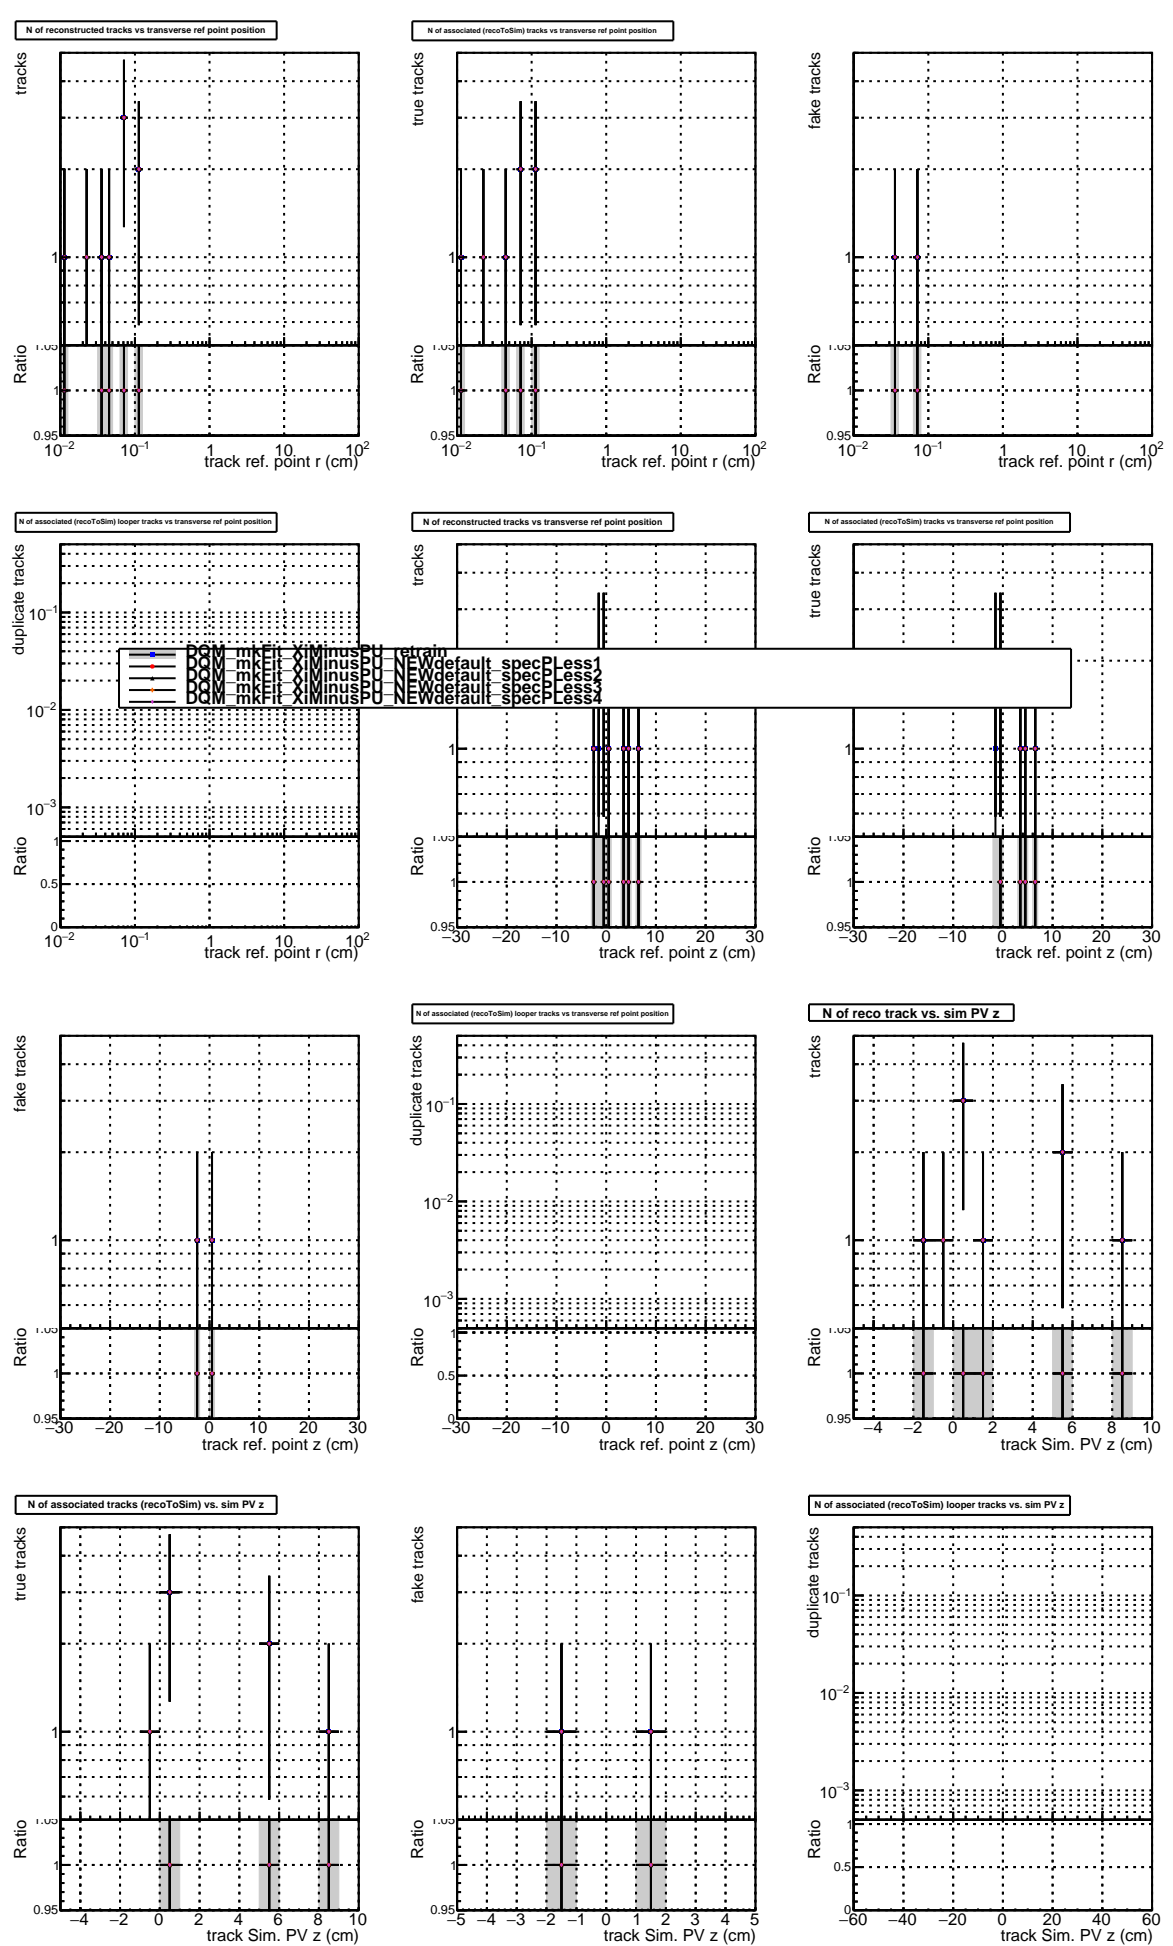 N of reconstructed tracks vs transverse ref point position
tracks
1
1.05
Ratio
1
0.95
10−2 10−1 1 10 102
track ref. point r (cm)
N of associated (recoToSim) tracks vs transverse ref point position
true tracks
1
1.05
Ratio
1
0.95
10−2 10−1 1 10 102
track ref. point r (cm)
fake tracks
1
1.05
Ratio
1
0.95
10−2 10−1 1 10 102
track ref. point r (cm)
N of associated (recoToSim) looper tracks vs transverse ref point position
duplicate tracks
10−1
10−2
10−3
Ratio
1
0.5
0
10−2 10−1 1 10 102
track ref. point r (cm)
N of reconstructed tracks vs transverse ref point position
tracks
1
1.05
Ratio
1
0.95
−30 −20 −10 0 10 20 30
track ref. point z (cm)
N of associated (recoToSim) tracks vs transverse ref point position
true tracks
1
1.05
Ratio
1
0.95
−30 −20 −10 0 10 20 30
track ref. point z (cm)
DQM_mkFit_XiMinusPU_retrain
DQM_mkFit_XiMinusPU_NEWdefault_specPLess1
DQM_mkFit_XiMinusPU_NEWdefault_specPLess2
DQM_mkFit_XiMinusPU_NEWdefault_specPLess3
DQM_mkFit_XiMinusPU_NEWdefault_specPLess4
fake tracks
1
1.05
Ratio
1
0.95
−30 −20 −10 0 10 20 30
track ref. point z (cm)
N of associated (recoToSim) looper tracks vs transverse ref point position
duplicate tracks
10−1
10−2
10−3
Ratio
1
0.5
0
−30 −20 −10 0 10 20 30
track ref. point z (cm)
N of reco track vs. sim PV z
tracks
1
1.05
Ratio
1
0.95
−4 −2 0 2 4 6 8 10
track Sim. PV z (cm)
N of associated tracks (recoToSim) vs. sim PV z
true tracks
1
1.05
Ratio
1
0.95
−4 −2 0 2 4 6 8 10
track Sim. PV z (cm)
fake tracks
1
1.05
Ratio
1
0.95
−5 −4 −3 −2 −1 0 1 2 3 4 5
track Sim. PV z (cm)
N of associated (recoToSim) looper tracks vs. sim PV z
duplicate tracks
10−1
10−2
10−3
Ratio
1
0.5
0
−60 −40 −20 0 20 40 60
track Sim. PV z (cm)